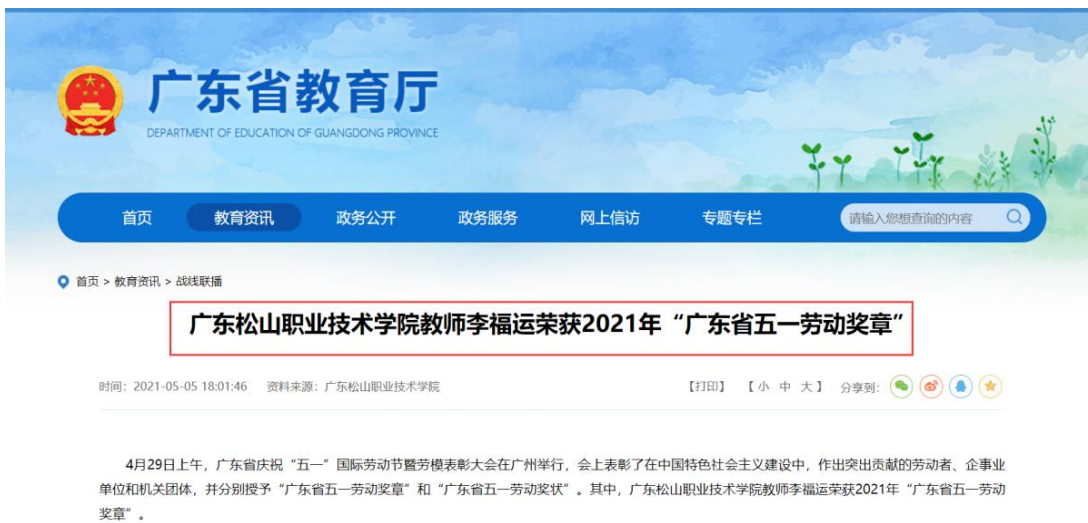 广东省教育厅
DEPARTMENT OF EDUCATION OF GUANGDONG PROVINCE
首页 教育资讯 政务公开 政务服务 网上信访 专题专栏 请输入您想查询的内容
首页 > 教育资讯 > 战线联播
广东松山职业技术学院教师李福运荣获2021年“广东省五一劳动奖章”
时间：2021-05-05 18:01:46 资料来源：广东松山职业技术学院 【打印】 【小 中 大】 分享到：
4月29日上午，广东省庆祝“五一”国际劳动节暨劳模表彰大会在广州举行，会上表彰了在中国特色社会主义建设中，作出突出贡献的劳动者、企事业
单位和机关团体，并分别授予“广东省五一劳动奖章”和“广东省五一劳动奖状”。其中，广东松山职业技术学院教师李福运荣获2021年“广东省五一劳动
奖章”。